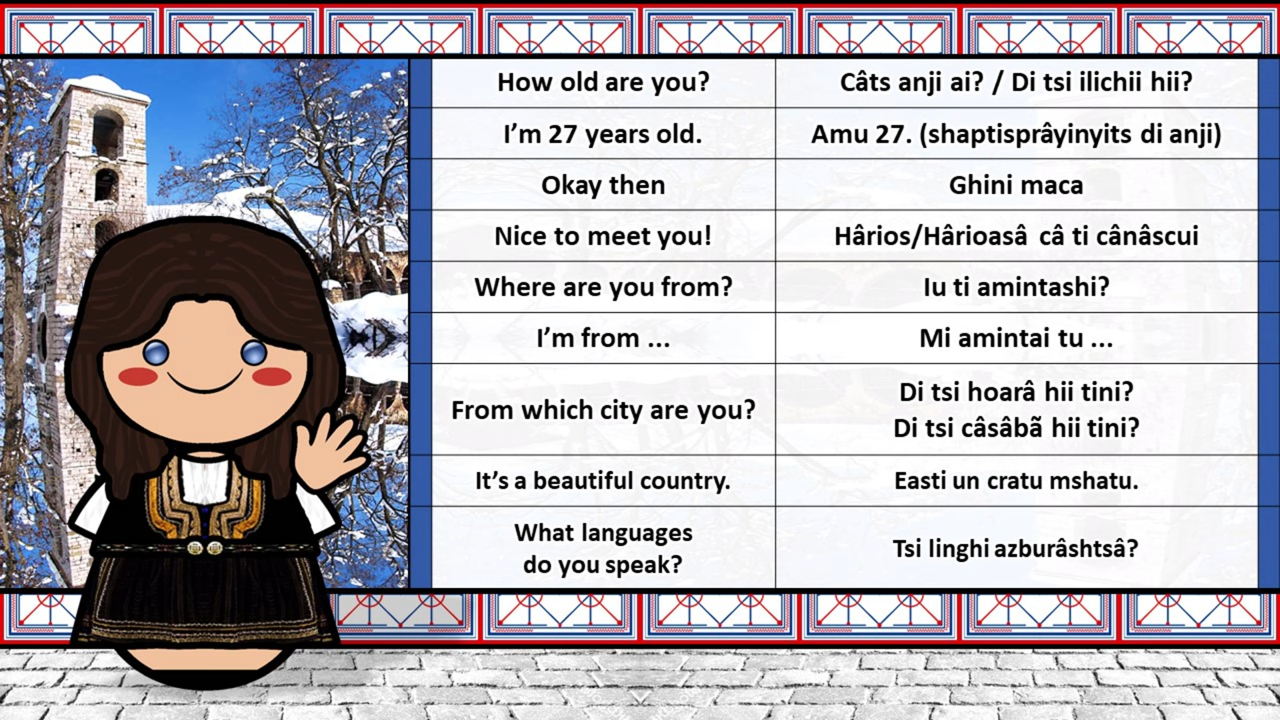 How old are you? Câts anji ai? / Di tsi ilichii hii?
I’m 27 years old. Amu 27. (shaptisprâyinyits di anji)
Okay then Ghini maca
Nice to meet you! Hârios/Hârioasâ câ ti cânâscui
Where are you from? Iu ti amintashi?
I’m from ... Mi amintai tu ...
From which city are you? Di tsi hoarâ hii tini?
Di tsi câsâbã hii tini?
It’s a beautiful country. Easti un cratu mshatu.
What languages
do you speak? Tsi linghi azburâshtsâ?